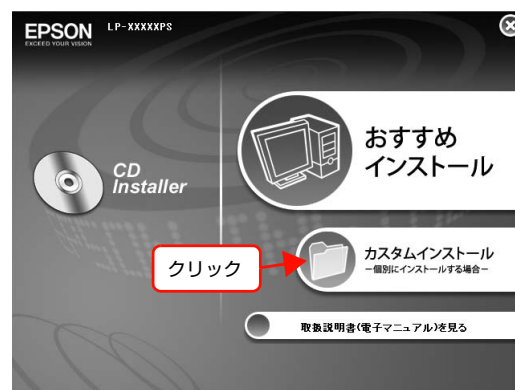 EPSON
EXCEED YOUR VISION
LP-XXXXXPS
CD
Installer
おすすめ
インストール
クリック
カスタムインストール
－個別にインストールする場合－
取扱説明書(電子マニュアル)を見る